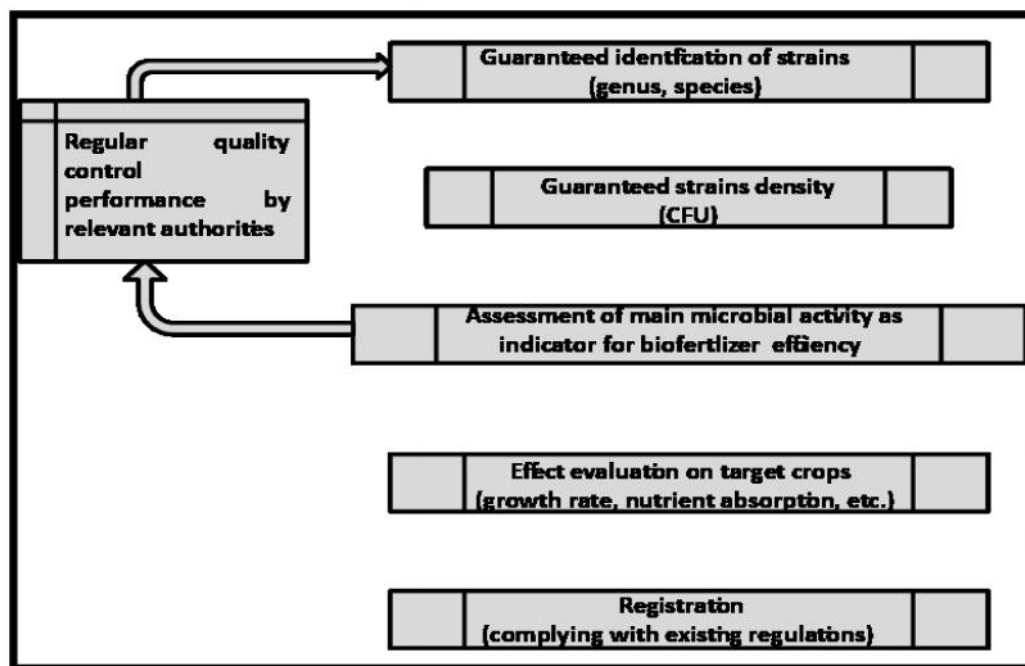 Guaranteed identfication of strains
(genus, species)
Regular quality
control
performance by
relevant authorities
Guaranteed strains density
(CFU)
Assessment of main microbial activity as
indicator for biofertlizer effiency
Effect evaluation on target crops
(growth rate, nutrient absorption, etc.)
Registration
(complying with existing regulations)